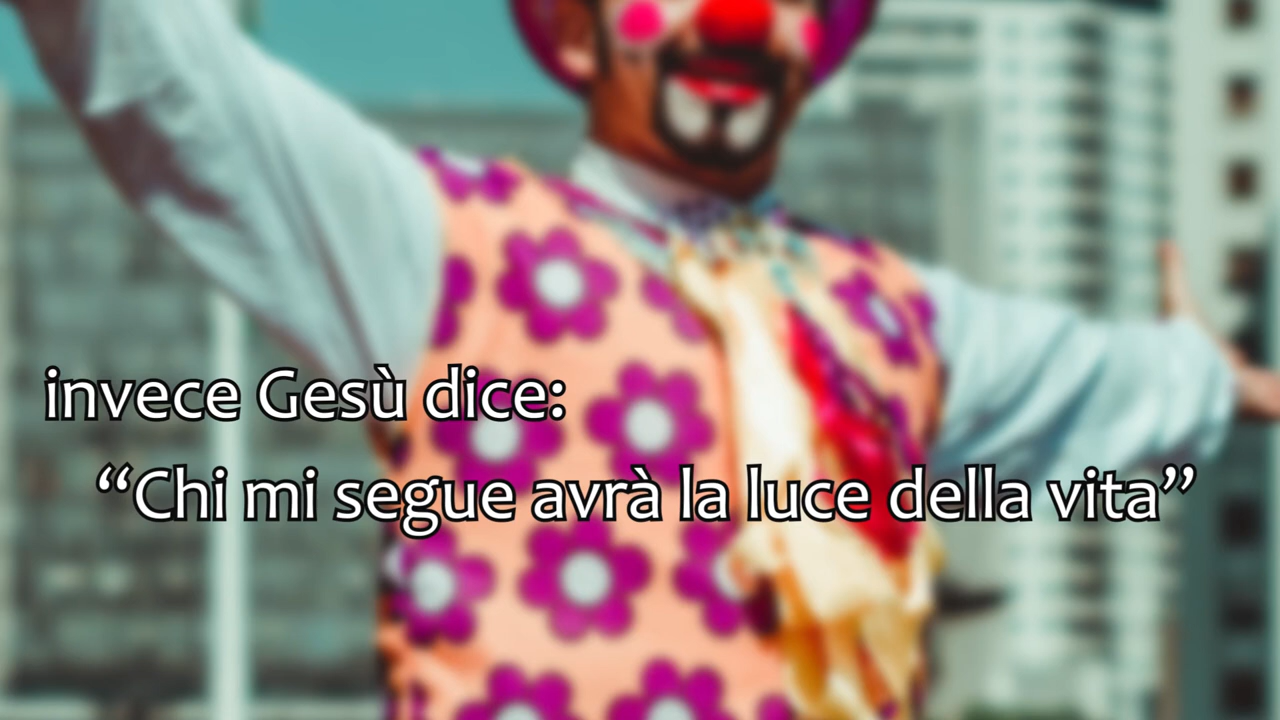 invece Gesù dice:
“Chi mi segue avrà la luce della vita”